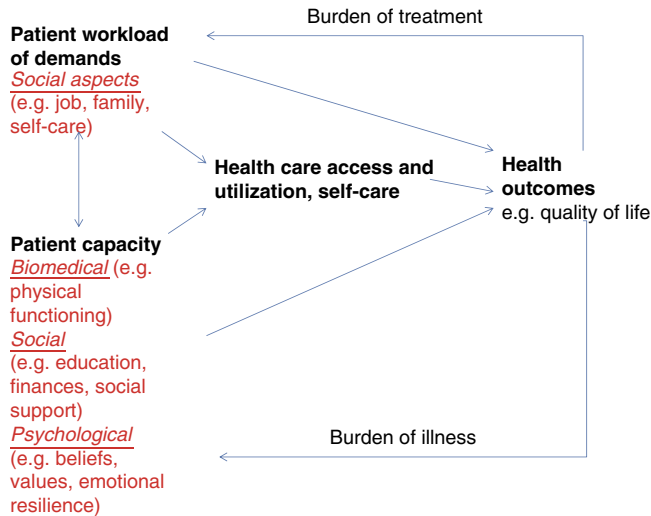 Burden of treatment
Patient workload
of demands
Social aspects
(e.g. job, family,
self-care)
Health care access and
utilization, self-care
Health
outcomes
e.g. quality of life
Patient capacity
Biomedical (e.g.
physical
functioning)
Social
(e.g. education,
finances, social
support)
Psychological
(e.g. beliefs,
values, emotional
resilience)
Burden of illness